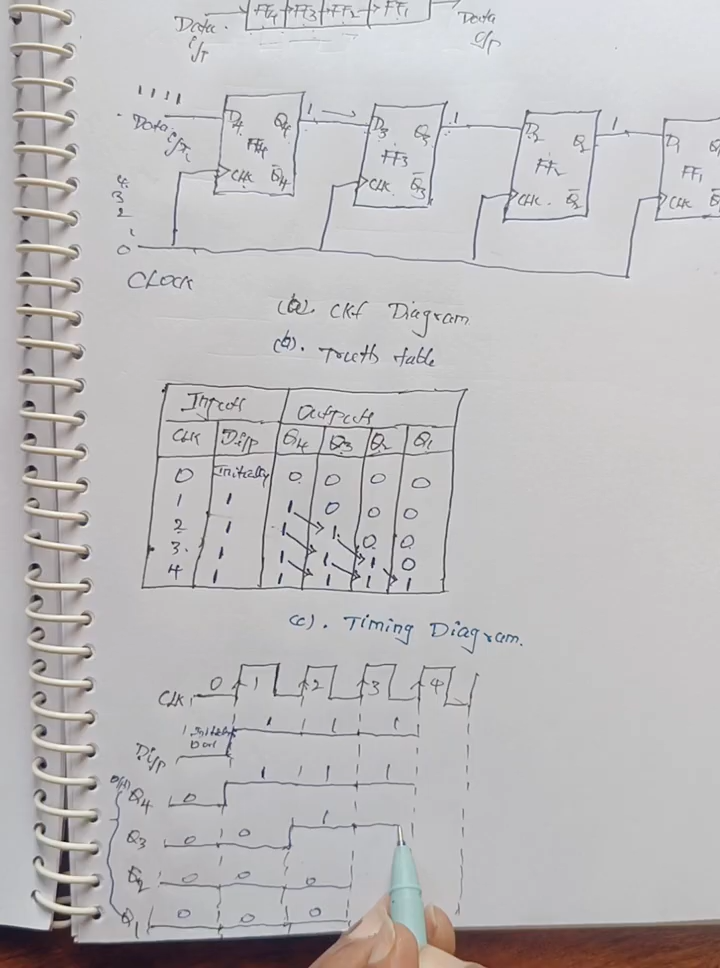 FF4 FF3 FF2 FF1
Data i/p
Data o/p
1 1 1 1
Data i/p
D4 Q4 1
FF4
CLK Q̅4
D3 Q3 1
FF3
CLK Q̅3
D2 Q2 1
FF2
CLK Q̅2
D1
FF1
CLK
4
3
2
1
0
CLOCK
(a). Ckt Diagram
(b). Truth table
Inputs Outputs
CLK Di/p Q4 Q3 Q2 Q1
0 Initially 0 0 0 0
1 1 1 0 0 0
2 1 1 1 0 0
3 1 1 1 1 0
4 1 1 1 1 1
(c). Timing Diagram.
CLK 0 1 2 3 4
Di/p 1 1 1
Q4 0 1 1 1
Q3 0 0 1
Q2 0 0 0
Q1 0 0 0